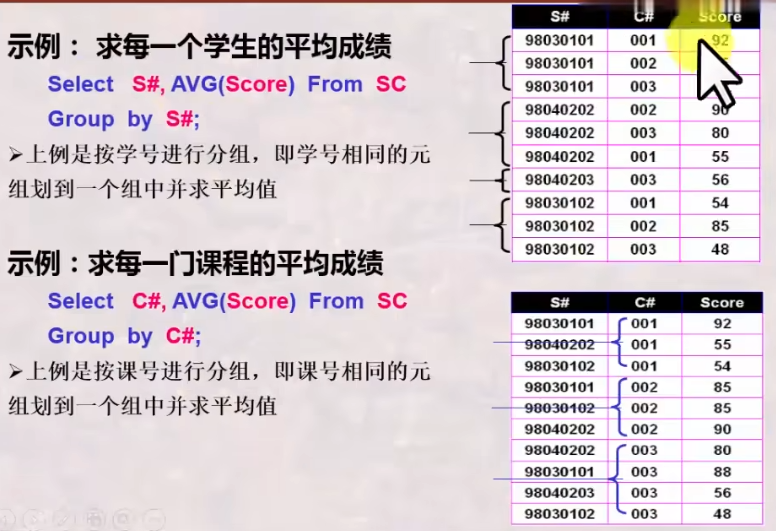 示例： 求每一个学生的平均成绩
Select S#, AVG(Score) From SC
Group by S#;
➢上例是按学号进行分组，即学号相同的元
组划到一个组中并求平均值
示例：求每一门课程的平均成绩
Select C#, AVG(Score) From SC
Group by C#;
➢上例是按课号进行分组，即课号相同的元
组划到一个组中并求平均值
S# C# Score
98030101 001 92
98030101 002
98030101 003
98040202 002 90
98040202 003 80
98040202 001 55
98040203 003 56
98030102 001 54
98030102 002 85
98030102 003 48
S# C# Score
98030101 001 92
98040202 001 55
98030102 001 54
98030101 002 85
98030102 002 85
98040202 002 90
98040202 003 80
98030101 003 88
98040203 003 56
98030102 003 48